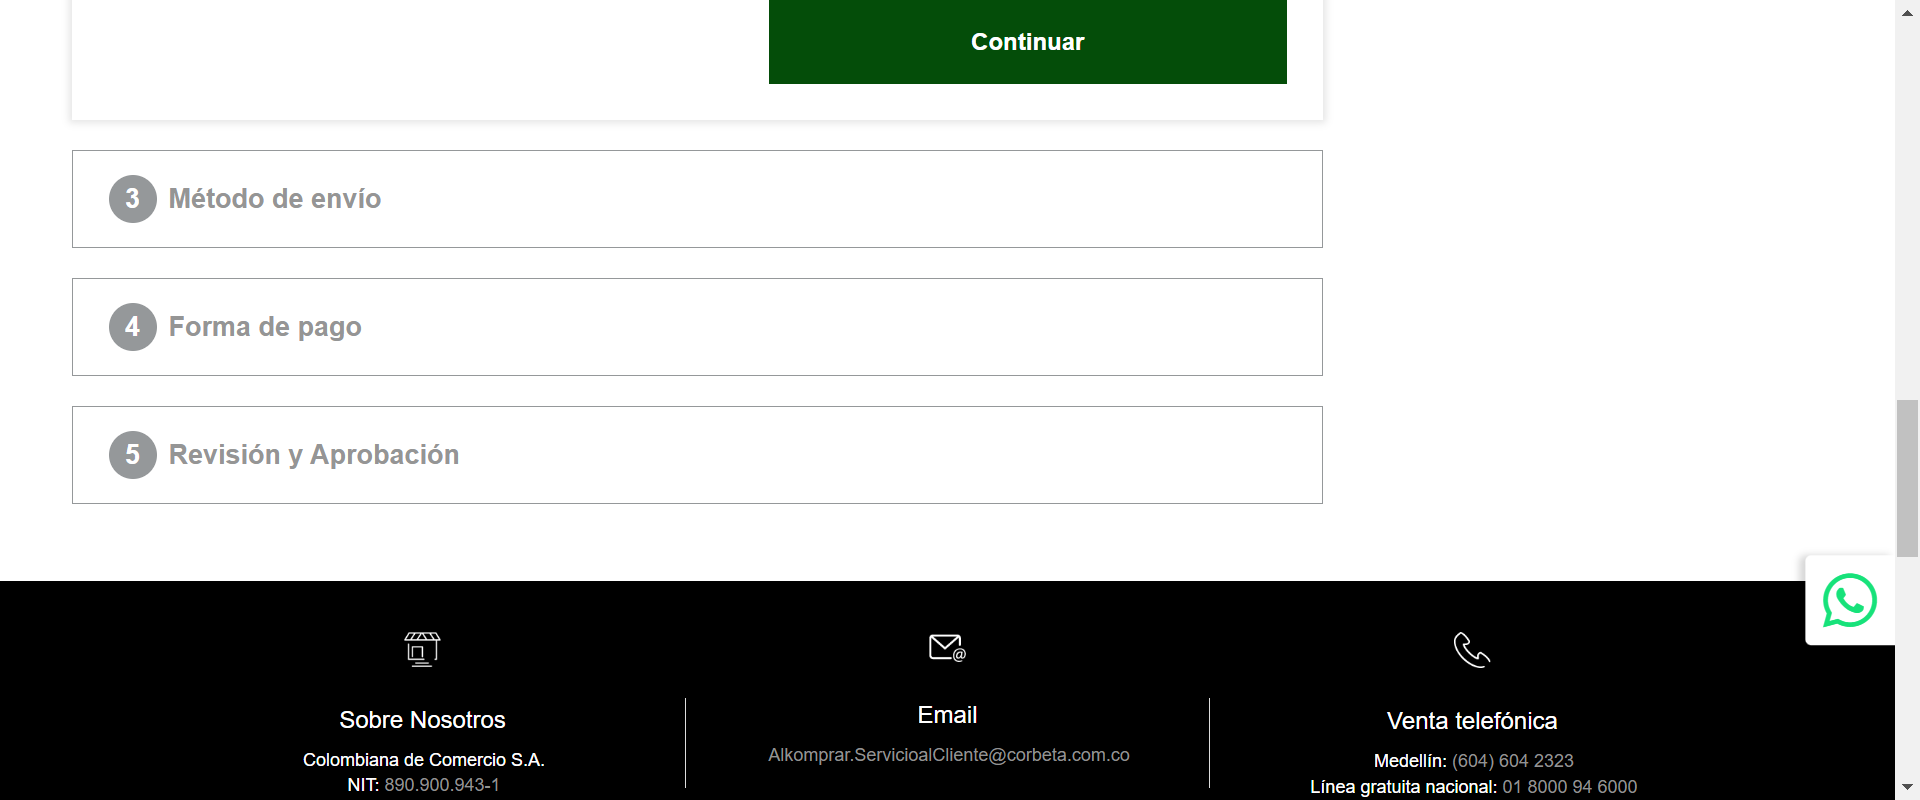 Continuar
3 Método de envío
4 Forma de pago
5 Revisión y Aprobación
Sobre Nosotros
Colombiana de Comercio S.A.
NIT: 890.900.943-1
Email
Alkomprar.ServicioalCliente@corbeta.com.co
Venta telefónica
Medellín: (604) 604 2323
Línea gratuita nacional: 01 8000 94 6000